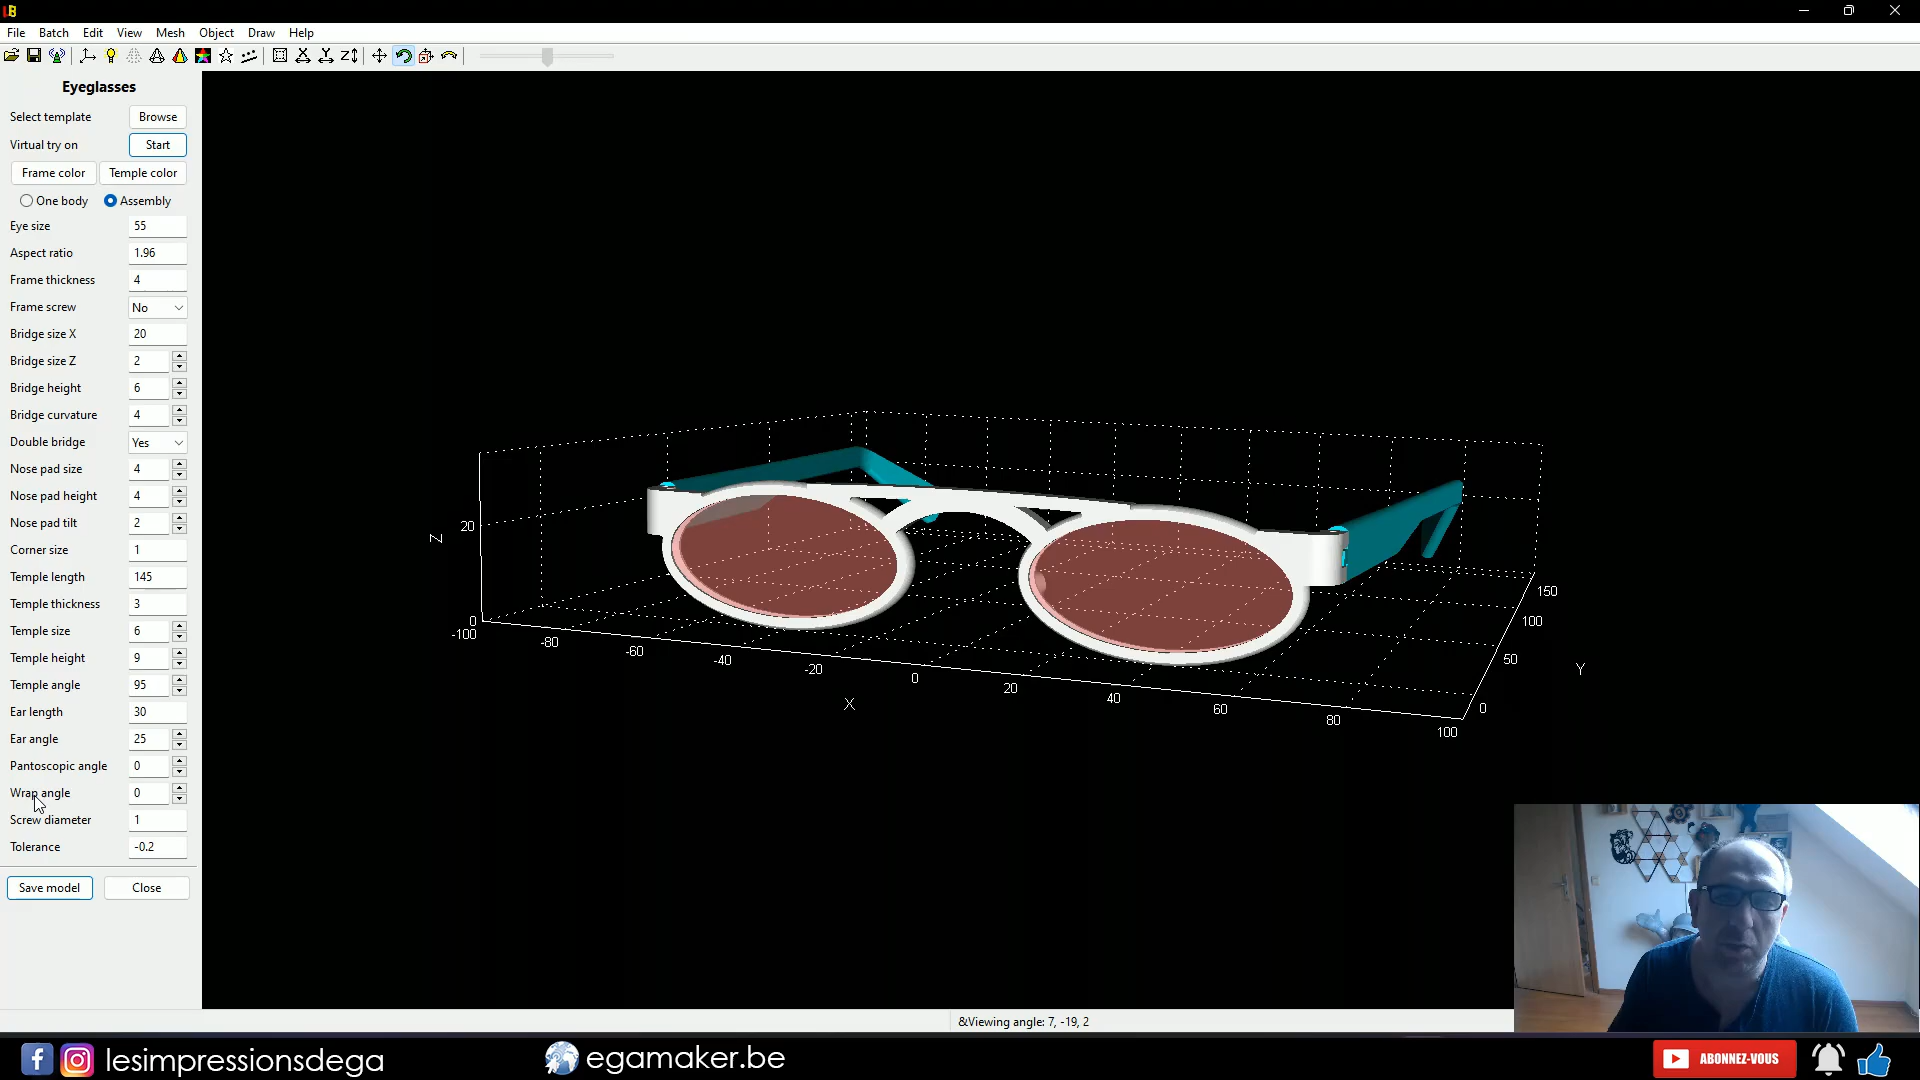 LB
File Batch Edit View Mesh Object Draw Help
Eyeglasses
Select template Browse
Virtual try on Start
Frame color Temple color
One body Assembly
Eye size 55
Aspect ratio 1.96
Frame thickness 4
Frame screw No
Bridge size X 20
Bridge size Z 2
Bridge height 6
Bridge curvature 4
Double bridge Yes
Nose pad size 4
Nose pad height 4
Nose pad tilt 2
Corner size 1
Temple length 145
Temple thickness 3
Temple size 6
Temple height 9
Temple angle 95
Ear length 30
Ear angle 25
Pantoscopic angle 0
Wrap angle 0
Screw diameter 1
Tolerance -0.2
Save model Close
Z
20
0
-100
-80
-60
-40
-20
0
20
40
60
80
100
X
150
100
50
0
Y
&Viewing angle: 7, -19, 2
lesimpressionsdega
egamaker.be
ABONNEZ-VOUS